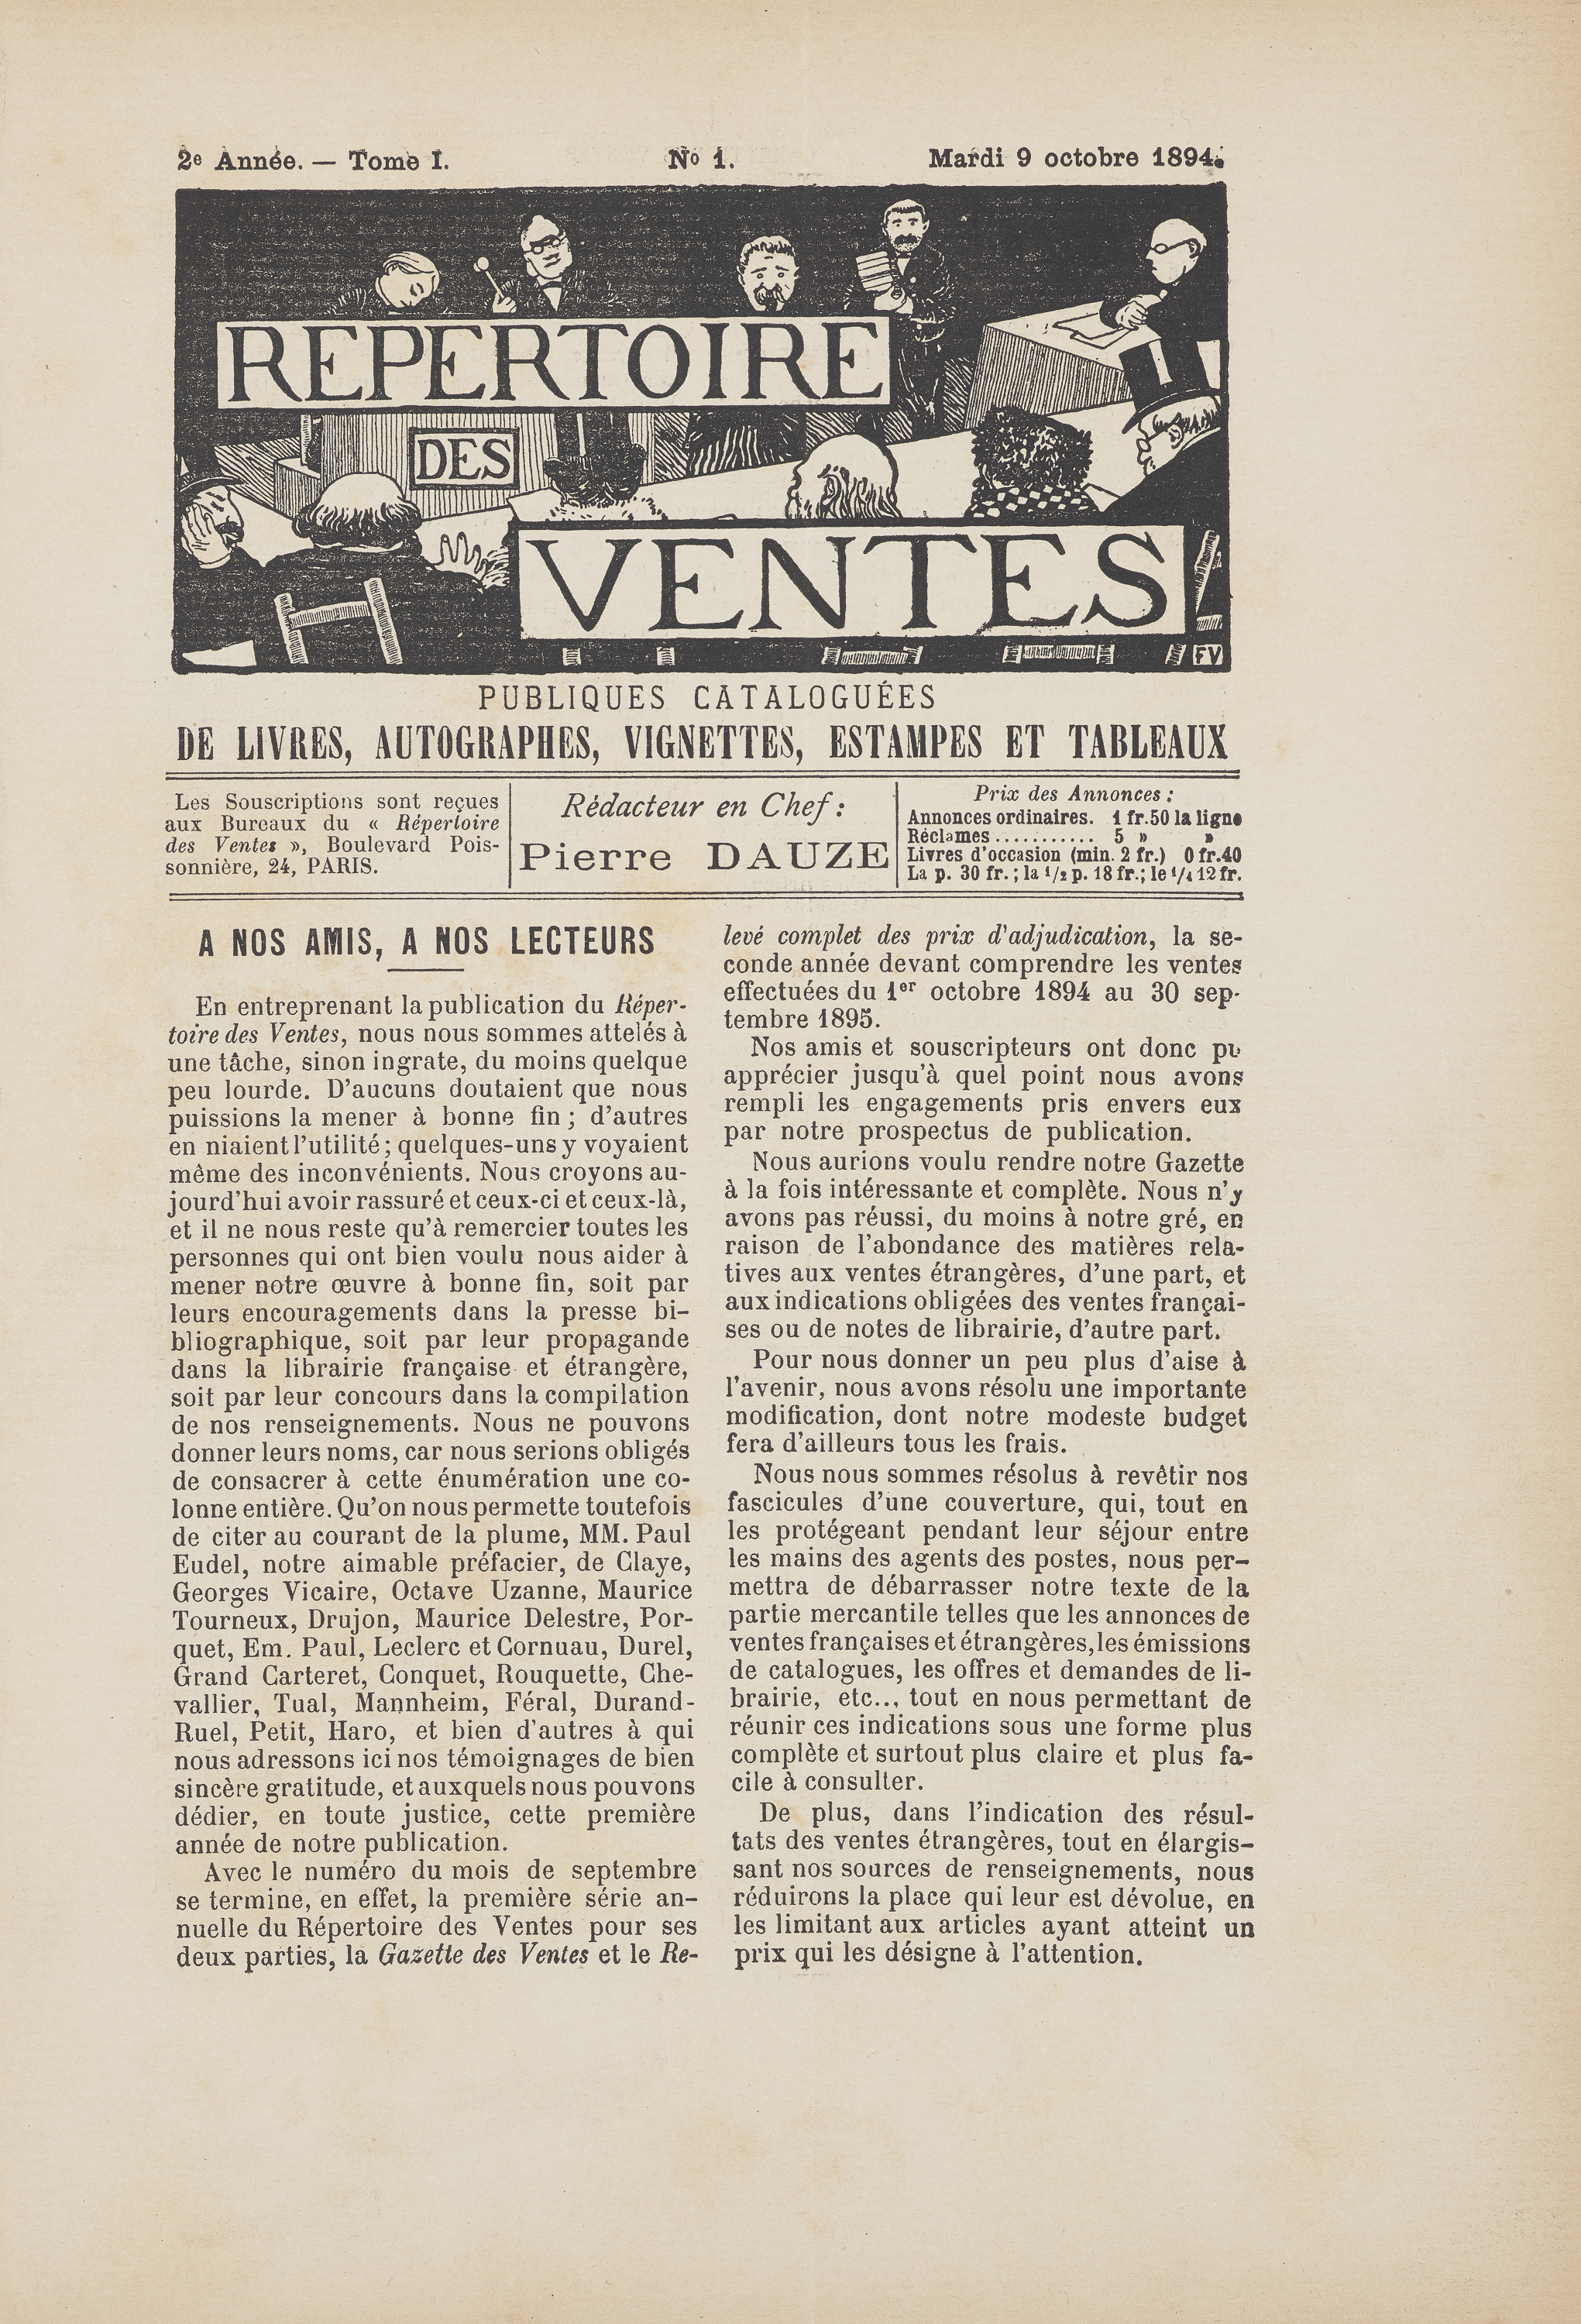 2e Année. — Tome I. No 1. Mardi 9 octobre 1894.
REPERTOIRE
DES
VENTES
FV
PUBLIQUES CATALOGUÉES
DE LIVRES, AUTOGRAPHES, VIGNETTES, ESTAMPES ET TABLEAUX
Les Souscriptions sont reçues
aux Bureaux du « Répertoire
des Ventes », Boulevard Pois-
sonnière, 24, PARIS.
Rédacteur en Chef :
Pierre DAUZE
Prix des Annonces :
Annonces ordinaires. 1 fr.50 la ligne
Réclames ........... 5 » »
Livres d'occasion (min. 2 fr.) 0 fr.40
La p. 30 fr. ; la 1/2 p. 18 fr.; le 1/4 12 fr.
A NOS AMIS, A NOS LECTEURS
En entreprenant la publication du Réper-
toire des Ventes, nous nous sommes attelés à
une tâche, sinon ingrate, du moins quelque
peu lourde. D'aucuns doutaient que nous
puissions la mener à bonne fin ; d'autres
en niaient l'utilité ; quelques-uns y voyaient
même des inconvénients. Nous croyons au-
jourd'hui avoir rassuré et ceux-ci et ceux-là,
et il ne nous reste qu'à remercier toutes les
personnes qui ont bien voulu nous aider à
mener notre œuvre à bonne fin, soit par
leurs encouragements dans la presse bi-
bliographique, soit par leur propagande
dans la librairie française et étrangère,
soit par leur concours dans la compilation
de nos renseignements. Nous ne pouvons
donner leurs noms, car nous serions obligés
de consacrer à cette énumération une co-
lonne entière. Qu'on nous permette toutefois
de citer au courant de la plume, MM. Paul
Eudel, notre aimable préfacier, de Claye,
Georges Vicaire, Octave Uzanne, Maurice
Tourneux, Drujon, Maurice Delestre, Por-
quet, Em. Paul, Leclerc et Cornuau, Durel,
Grand Carteret, Conquet, Rouquette, Che-
vallier, Tual, Mannheim, Féral, Durand-
Ruel, Petit, Haro, et bien d'autres à qui
nous adressons ici nos témoignages de bien
sincère gratitude, et auxquels nous pouvons
dédier, en toute justice, cette première
année de notre publication.
Avec le numéro du mois de septembre
se termine, en effet, la première série an-
nuelle du Répertoire des Ventes pour ses
deux parties, la Gazette des Ventes et le Re-
levé complet des prix d'adjudication, la se-
conde année devant comprendre les ventes
effectuées du 1er octobre 1894 au 30 sep-
tembre 1895.
Nos amis et souscripteurs ont donc pu
apprécier jusqu'à quel point nous avons
rempli les engagements pris envers eux
par notre prospectus de publication.
Nous aurions voulu rendre notre Gazette
à la fois intéressante et complète. Nous n'y
avons pas réussi, du moins à notre gré, en
raison de l'abondance des matières rela-
tives aux ventes étrangères, d'une part, et
aux indications obligées des ventes françai-
ses ou de notes de librairie, d'autre part.
Pour nous donner un peu plus d'aise à
l'avenir, nous avons résolu une importante
modification, dont notre modeste budget
fera d'ailleurs tous les frais.
Nous nous sommes résolus à revêtir nos
fascicules d'une couverture, qui, tout en
les protégeant pendant leur séjour entre
les mains des agents des postes, nous per-
mettra de débarrasser notre texte de la
partie mercantile telles que les annonces de
ventes françaises et étrangères, les émissions
de catalogues, les offres et demandes de li-
brairie, etc.., tout en nous permettant de
réunir ces indications sous une forme plus
complète et surtout plus claire et plus fa-
cile à consulter.
De plus, dans l'indication des résul-
tats des ventes étrangères, tout en élargis-
sant nos sources de renseignements, nous
réduirons la place qui leur est dévolue, en
les limitant aux articles ayant atteint un
prix qui les désigne à l'attention.